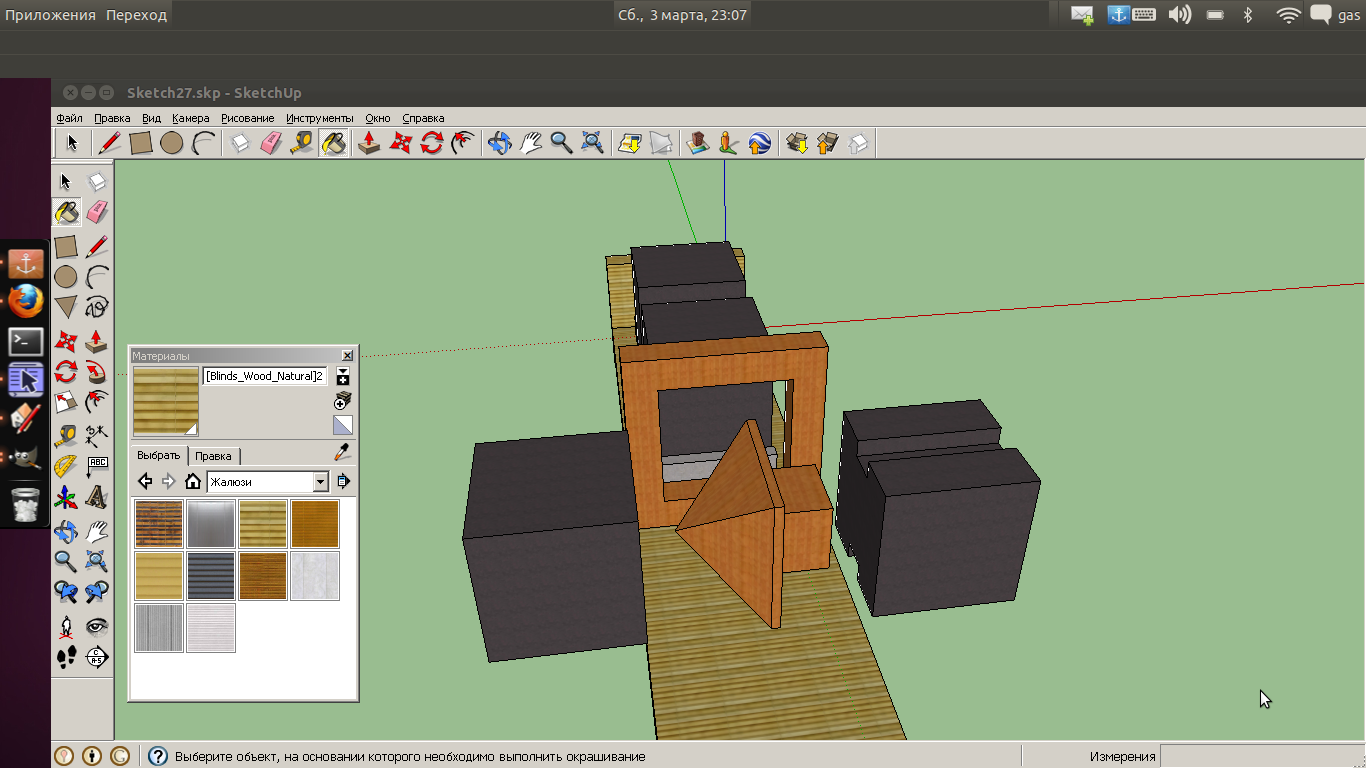 Приложения Переход
Сб., 3 марта, 23:07
gas
Sketch27.skp - SketchUp
Файл Правка Вид Камера Рисование Инструменты Окно Справка
Материалы
[Blinds_Wood_Natural]2
Выбрать Правка
Жалюзи
ABC
Выберите объект, на основании которого необходимо выполнить окрашивание
Измерения